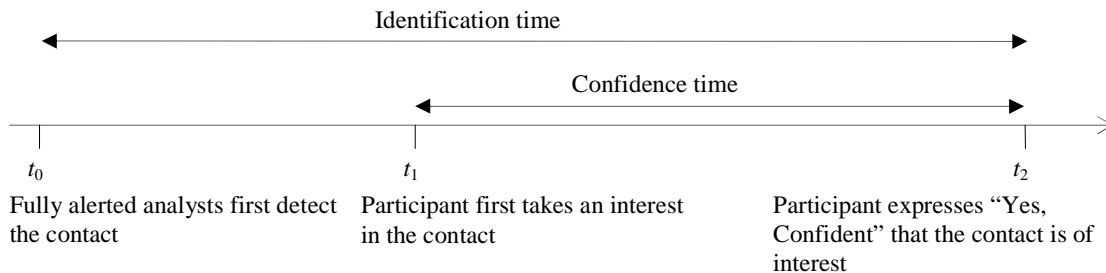 Identification time
Confidence time
t0
t1
t2
Fully alerted analysts first detect
the contact
Participant first takes an interest
in the contact
Participant expresses “Yes,
Confident” that the contact is of
interest